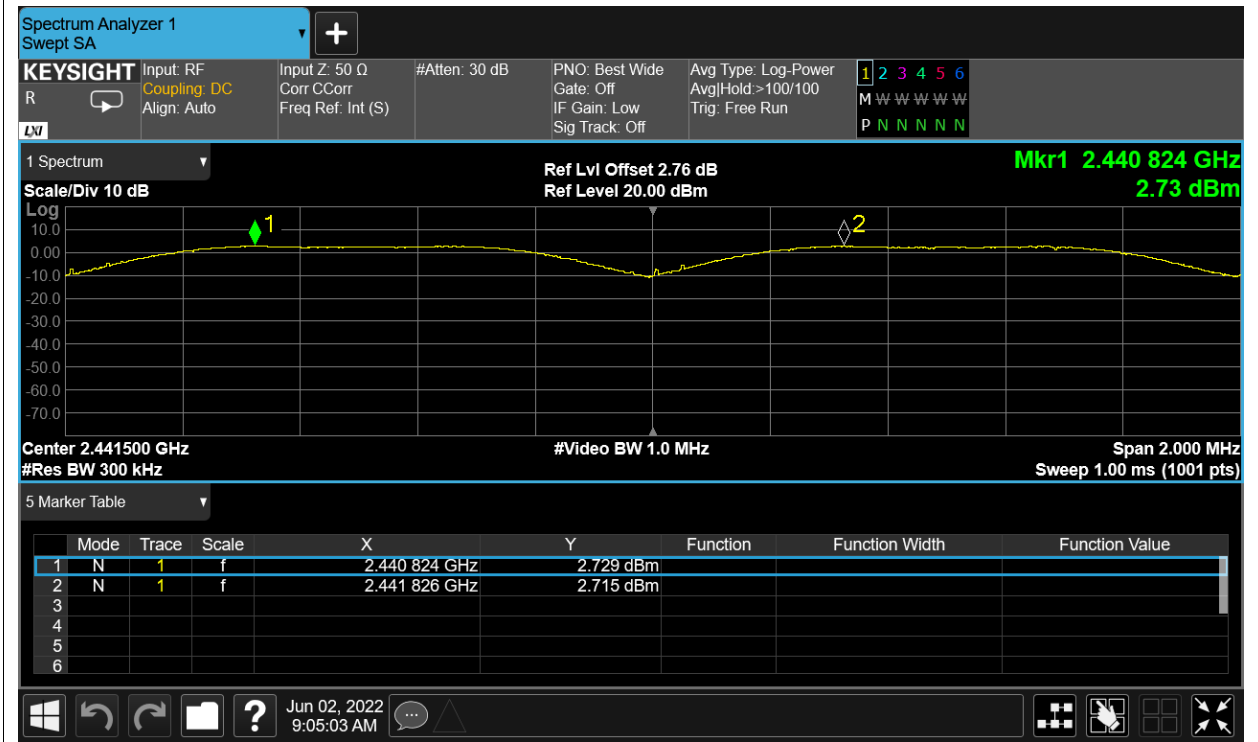 Spectrum Analyzer 1
Swept SA
+
KEYSIGHT
R
LXI
Input: RF
Coupling: DC
Align: Auto
Input Z: 50 Ω
Corr CCorr
Freq Ref: Int (S)
#Atten: 30 dB
PNO: Best Wide
Gate: Off
IF Gain: Low
Sig Track: Off
Avg Type: Log-Power
Avg|Hold:>100/100
Trig: Free Run
1 2 3 4 5 6
M W W W W W
P N N N N N
1 Spectrum
Scale/Div 10 dB
Ref Lvl Offset 2.76 dB
Ref Level 20.00 dBm
Mkr1 2.440 824 GHz
2.73 dBm
Log
10.0
0.00
-10.0
-20.0
-30.0
-40.0
-50.0
-60.0
-70.0
1
2
Center 2.441500 GHz
#Video BW 1.0 MHz
Span 2.000 MHz
#Res BW 300 kHz
Sweep 1.00 ms (1001 pts)
5 Marker Table
Mode Trace Scale X Y Function Function Width Function Value
1 N 1 f 2.440 824 GHz 2.729 dBm
2 N 1 f 2.441 826 GHz 2.715 dBm
3
4
5
6
?
Jun 02, 2022
9:05:03 AM